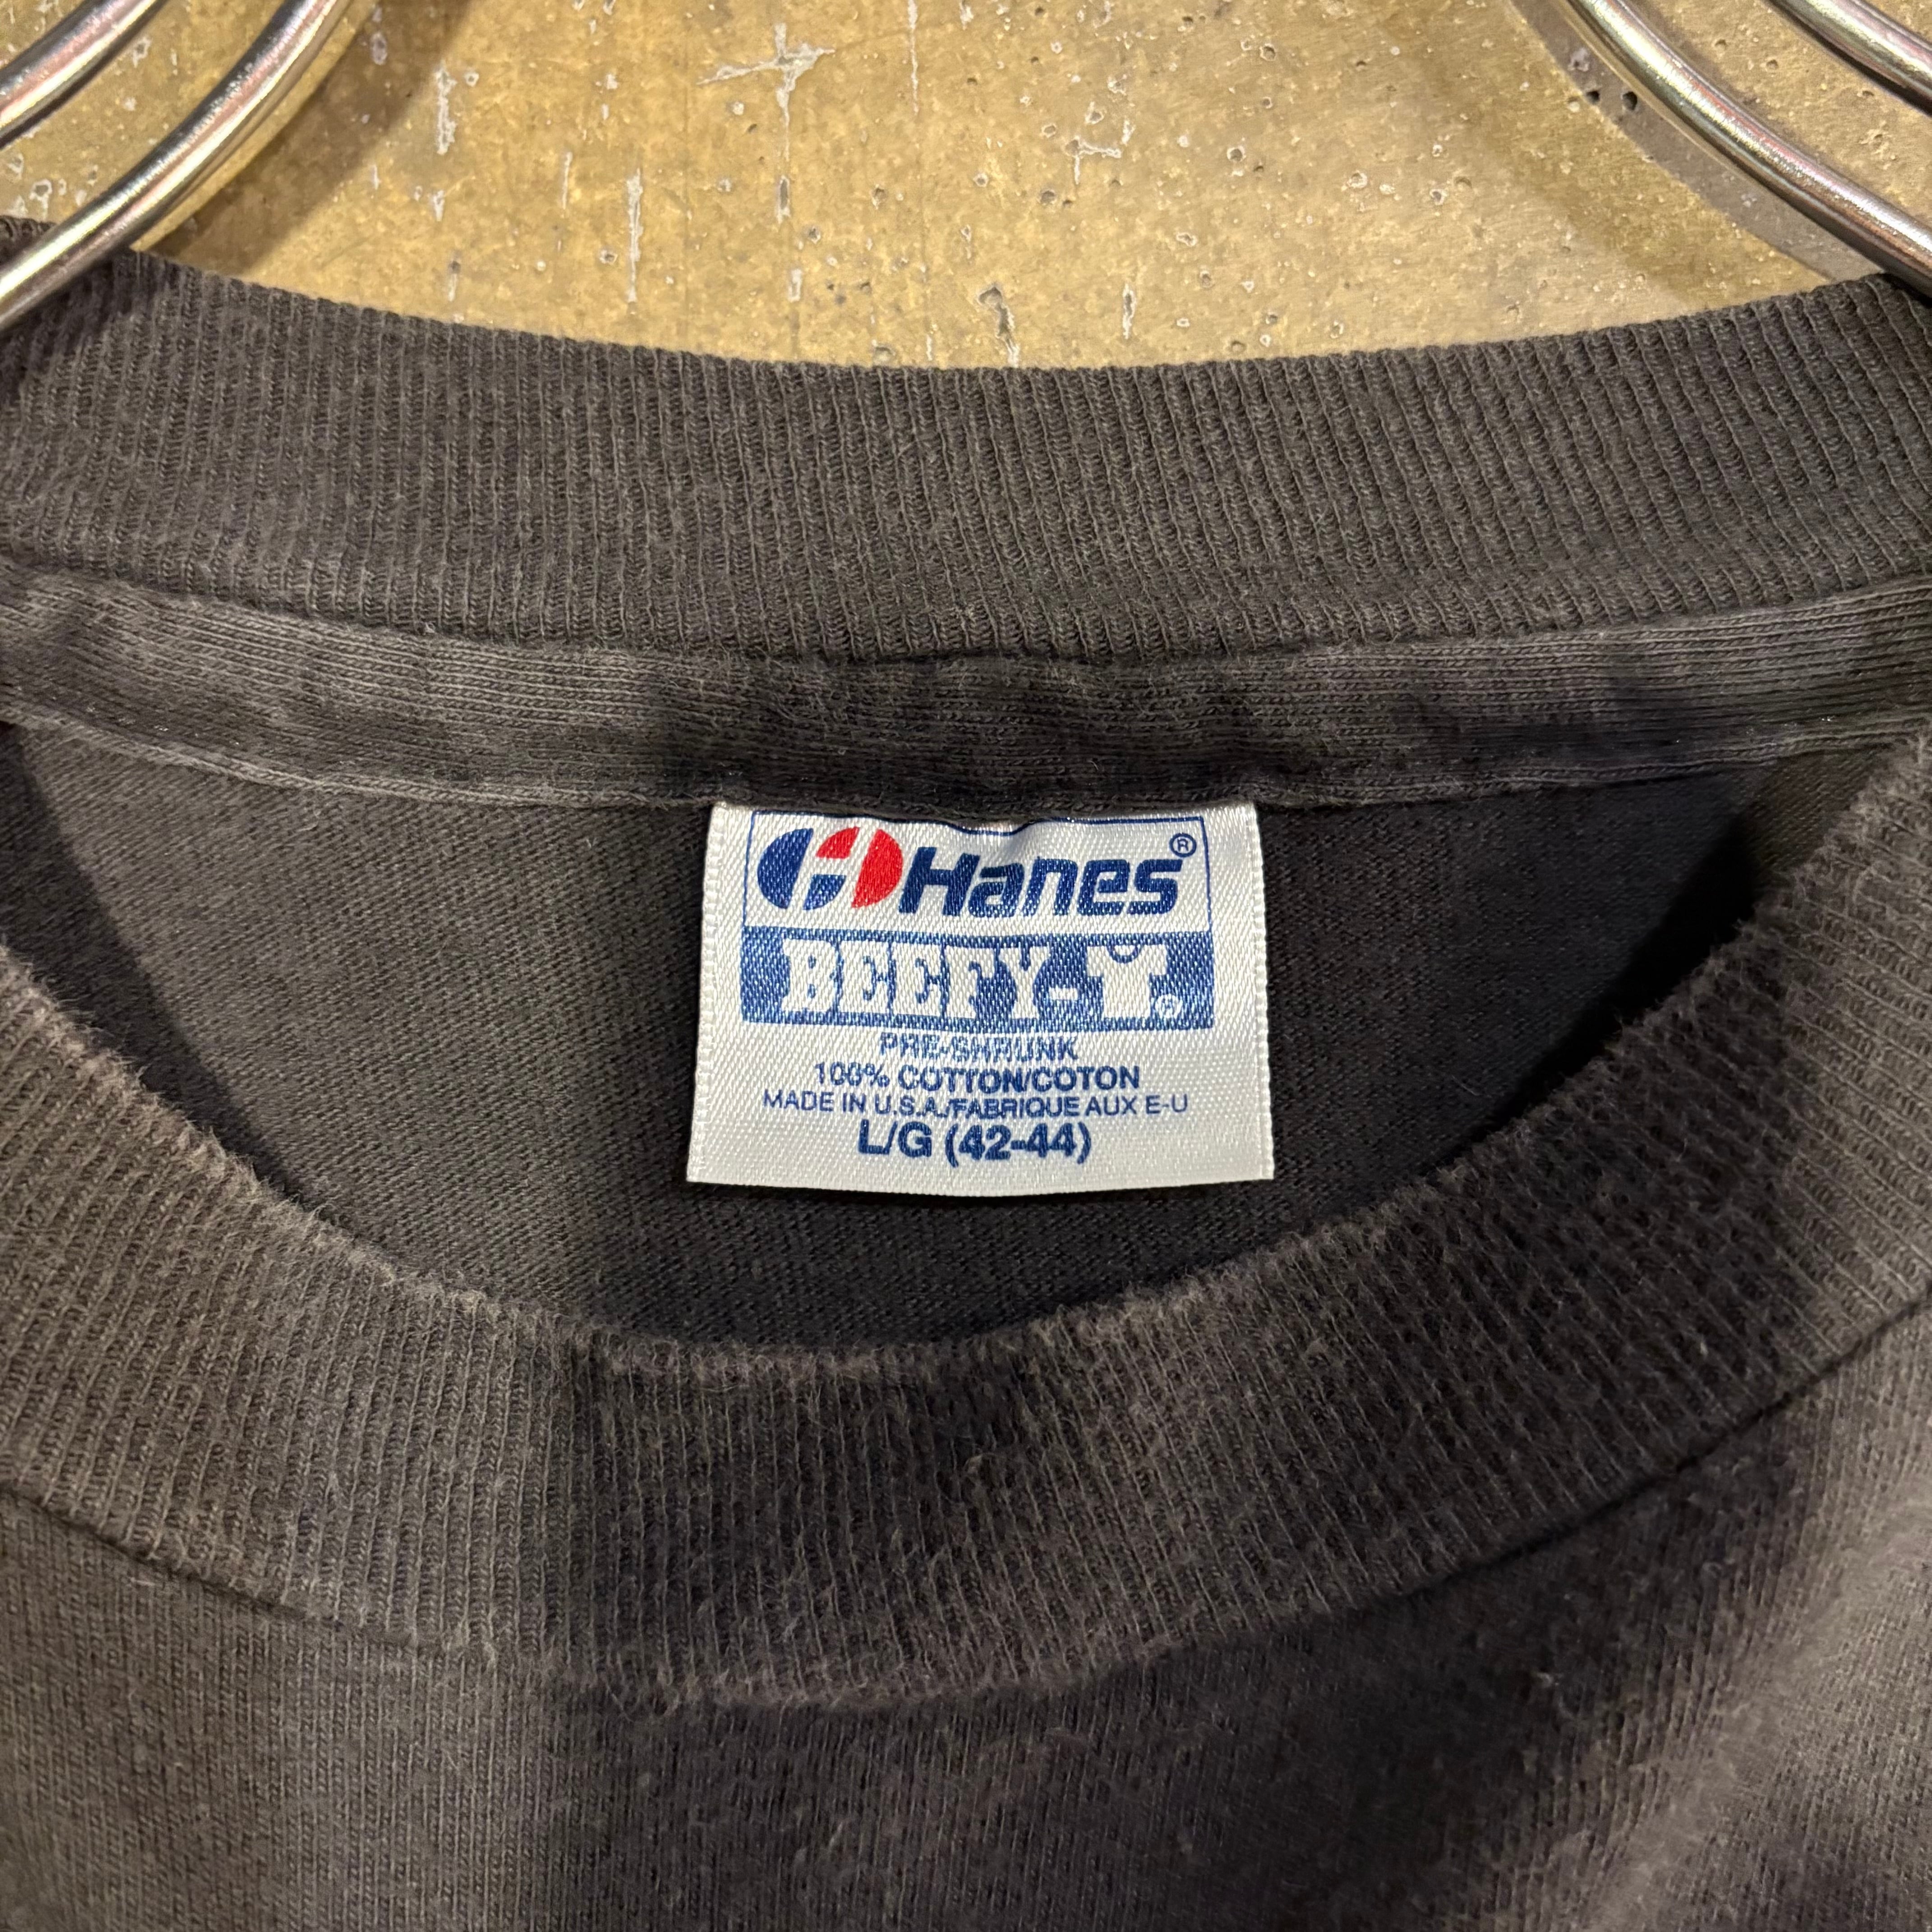 Hanes®
BEEFY-T®
PRE-SHRUNK
100% COTTON/COTON
MADE IN U.S.A./FABRIQUE AUX E-U
L/G (42-44)